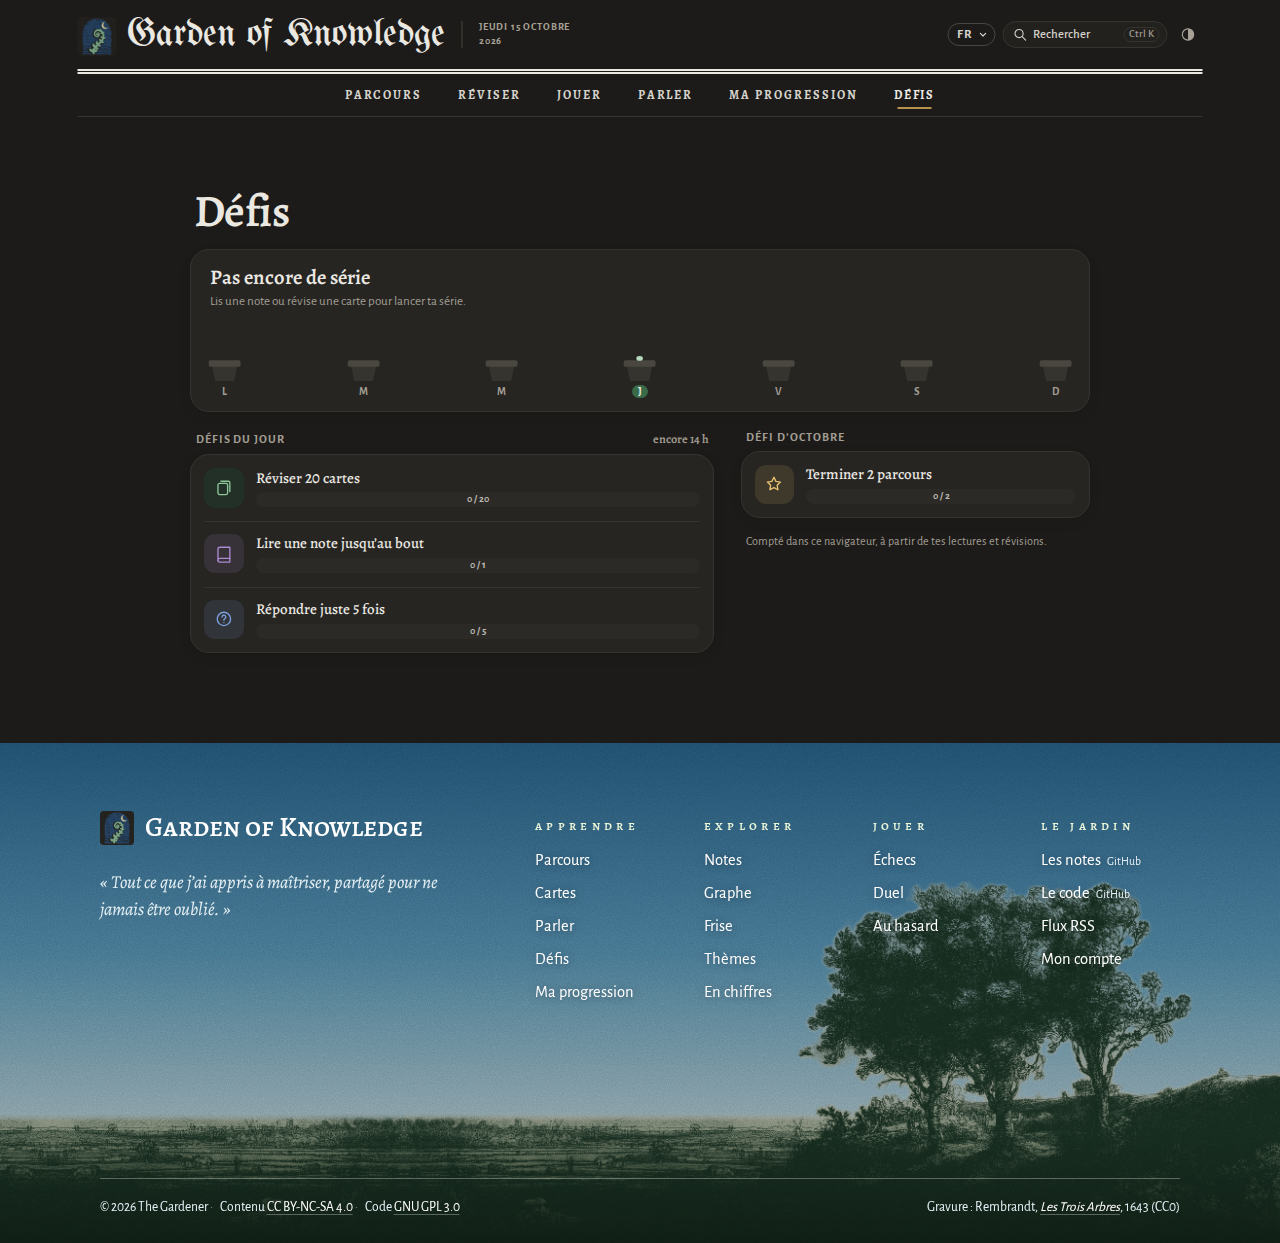 Garden of Knowledge
JEUDI 15 OCTOBRE
2026
FR
Rechercher
Ctrl K
PARCOURS
RÉVISER
JOUER
PARLER
MA PROGRESSION
DÉFIS
Défis
Pas encore de série
Lis une note ou révise une carte pour lancer ta série.
L
M
M
J
V
S
D
DÉFIS DU JOUR
encore 14 h
Réviser 20 cartes
0 / 20
Lire une note jusqu’au bout
0 / 1
Répondre juste 5 fois
0 / 5
DÉFI D’OCTOBRE
Terminer 2 parcours
0 / 2
Compté dans ce navigateur, à partir de tes lectures et révisions.
Garden of Knowledge
« Tout ce que j’ai appris à maîtriser, partagé pour ne
jamais être oublié. »
APPRENDRE
Parcours
Cartes
Parler
Défis
Ma progression
EXPLORER
Notes
Graphe
Frise
Thèmes
En chiffres
JOUER
Échecs
Duel
Au hasard
LE JARDIN
Les notes GitHub
Le code GitHub
Flux RSS
Mon compte
© 2026 The Gardener · Contenu CC BY-NC-SA 4.0 · Code GNU GPL 3.0
Gravure : Rembrandt, Les Trois Arbres, 1643 (CC0)